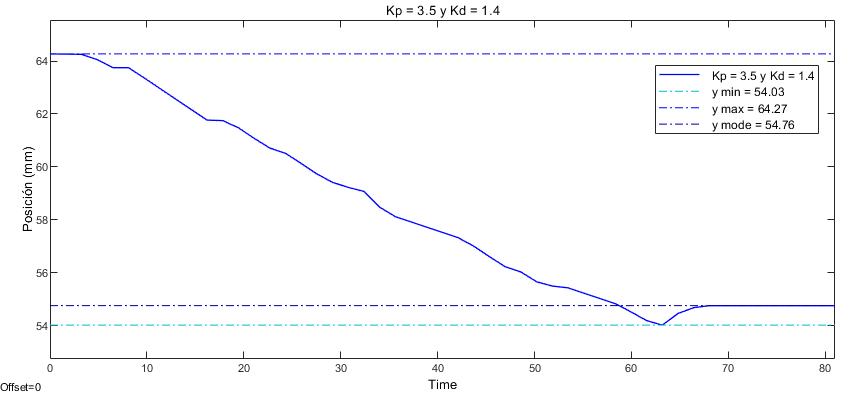 Kp = 3.5 y Kd = 1.4
64
62
60
58
56
54
Posición (mm)
Kp = 3.5 y Kd = 1.4
y min = 54.03
y max = 64.27
y mode = 54.76
0 10 20 30 40 50 60 70 80
Time
Offset=0